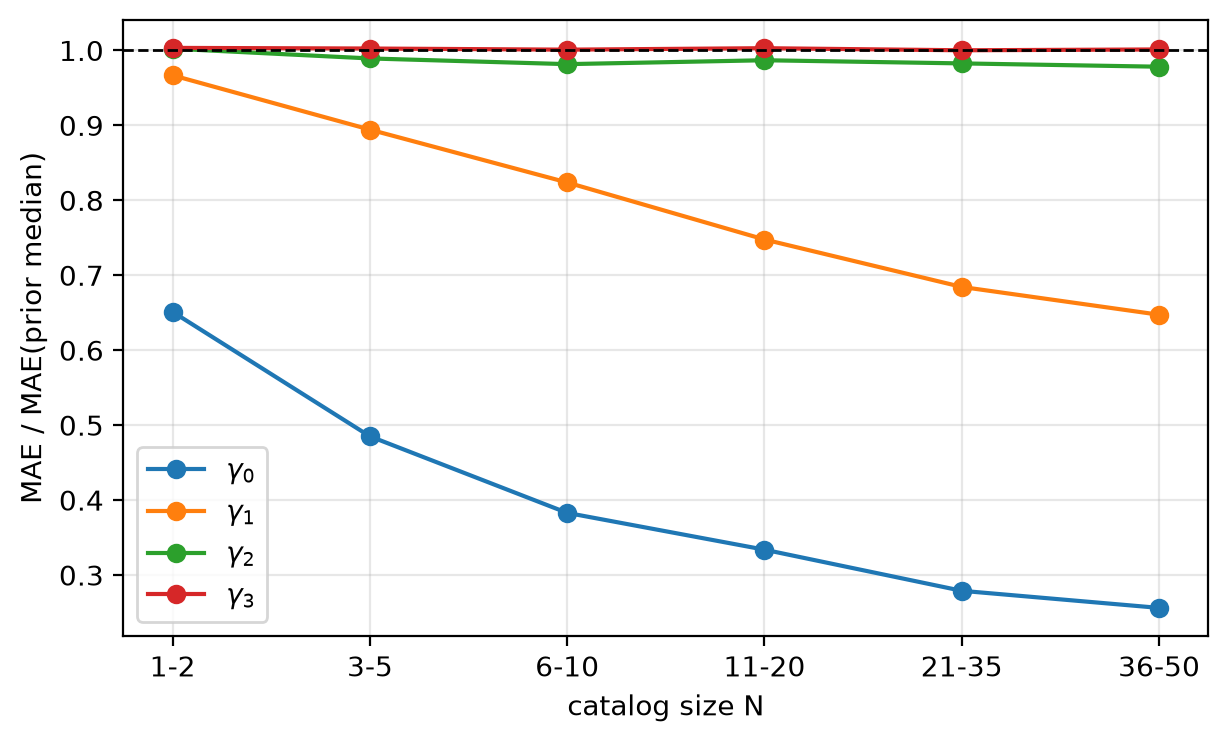 MAE / MAE(prior median)
1.0
0.9
0.8
0.7
0.6
0.5
0.4
0.3
γ0
γ1
γ2
γ3
1-2 3-5 6-10 11-20 21-35 36-50
catalog size N